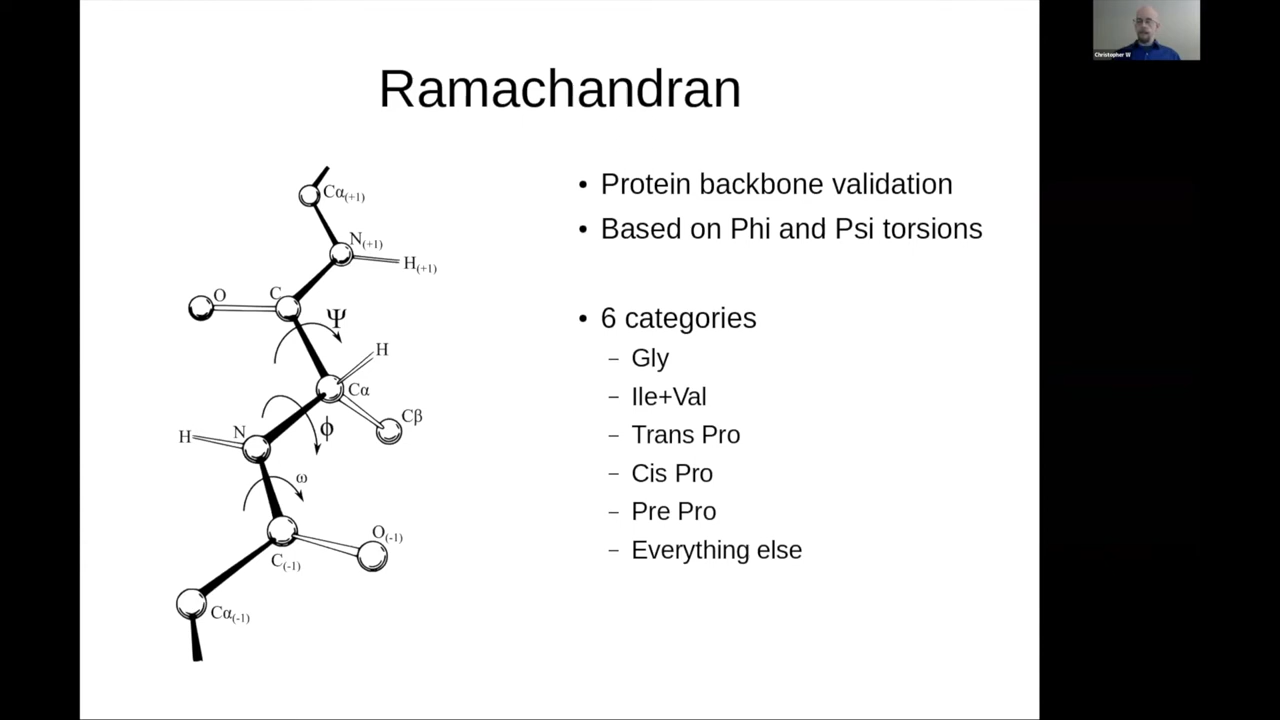 Ramachandran
Cα(+1)
N(+1)
H(+1)
O
C
Ψ
H
Cα
Cβ
ϕ
N
H
ω
O(-1)
C(-1)
Cα(-1)
• Protein backbone validation
• Based on Phi and Psi torsions
• 6 categories
– Gly
– Ile+Val
– Trans Pro
– Cis Pro
– Pre Pro
– Everything else
Christopher W